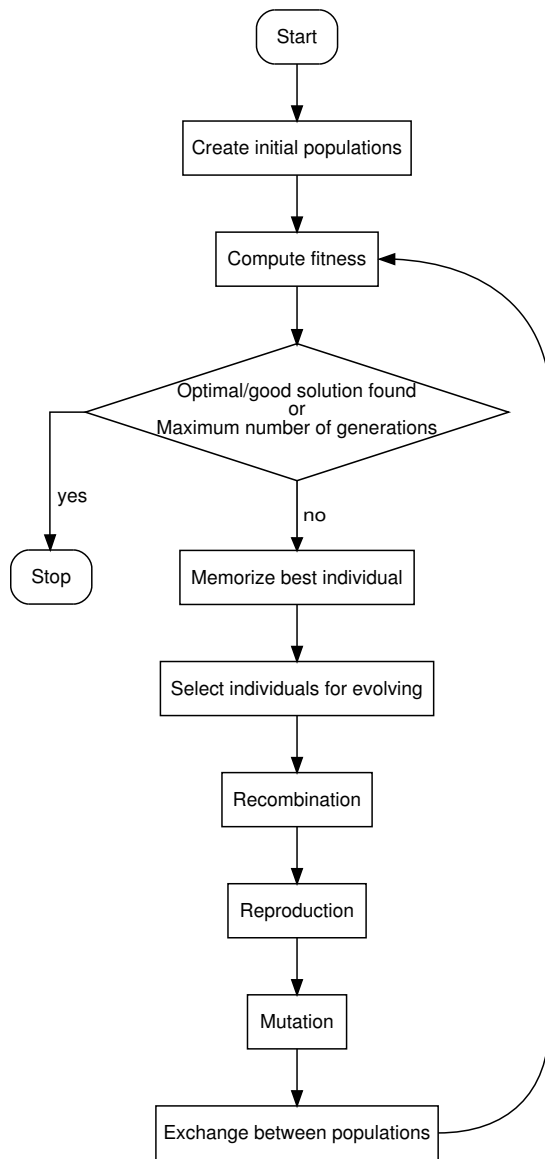 Start
Create initial populations
Compute fitness
Optimal/good solution found
or
Maximum number of generations
yes
no
Stop
Memorize best individual
Select individuals for evolving
Recombination
Reproduction
Mutation
Exchange between populations